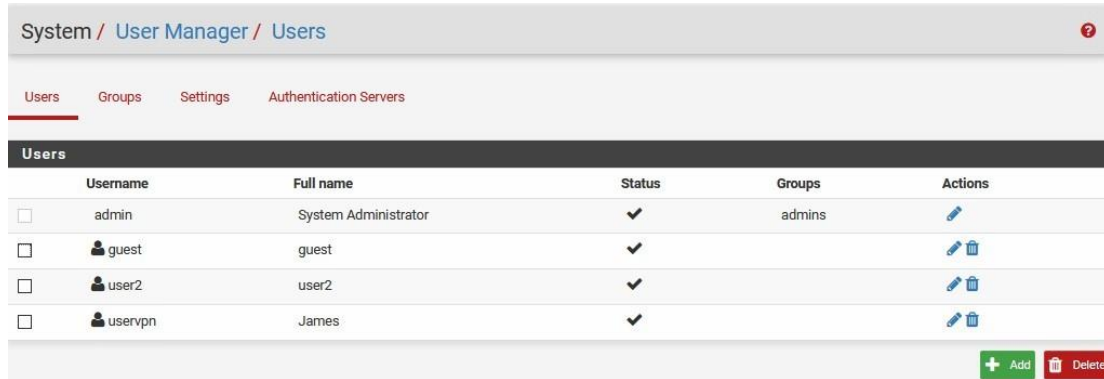 System / User Manager / Users
Users Groups Settings Authentication Servers
Users
Username Full name Status Groups Actions
admin System Administrator admins
guest guest
user2 user2
uservpn James
Add Delete